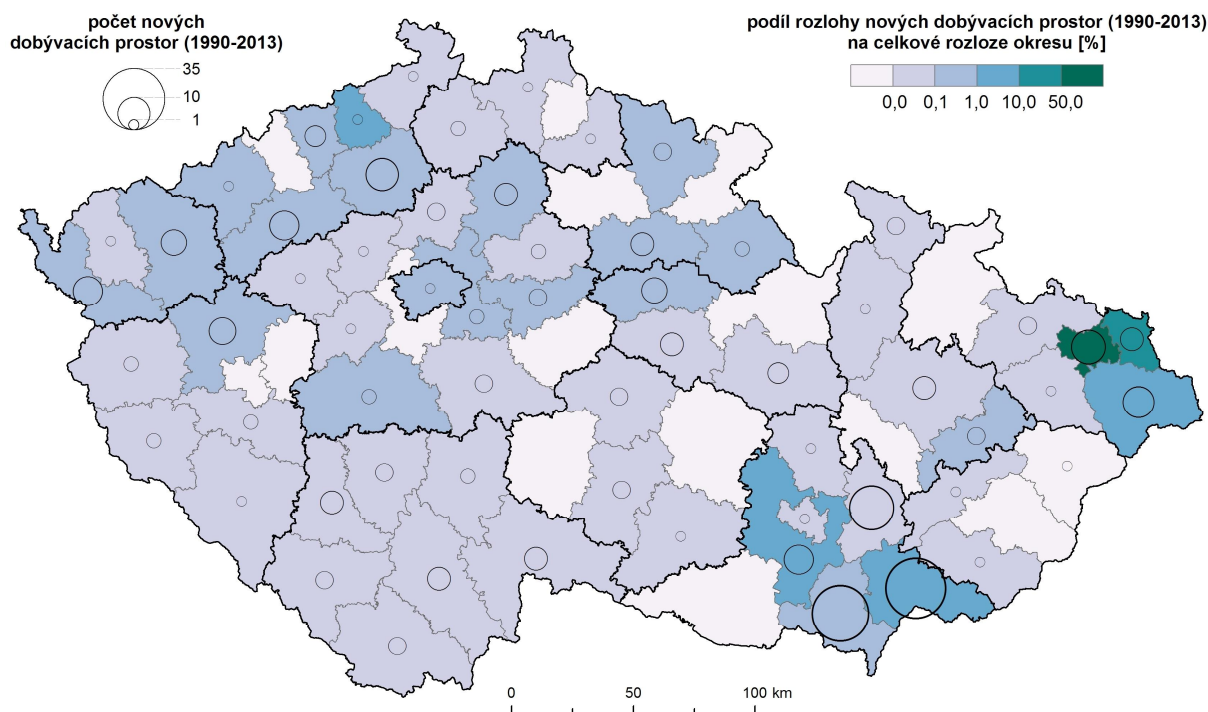 počet nových
dobývacích prostor (1990-2013)
35
10
1
podíl rozlohy nových dobývacích prostor (1990-2013)
na celkové rozloze okresu [%]
0,0 0,1 1,0 10,0 50,0
0 50 100 km